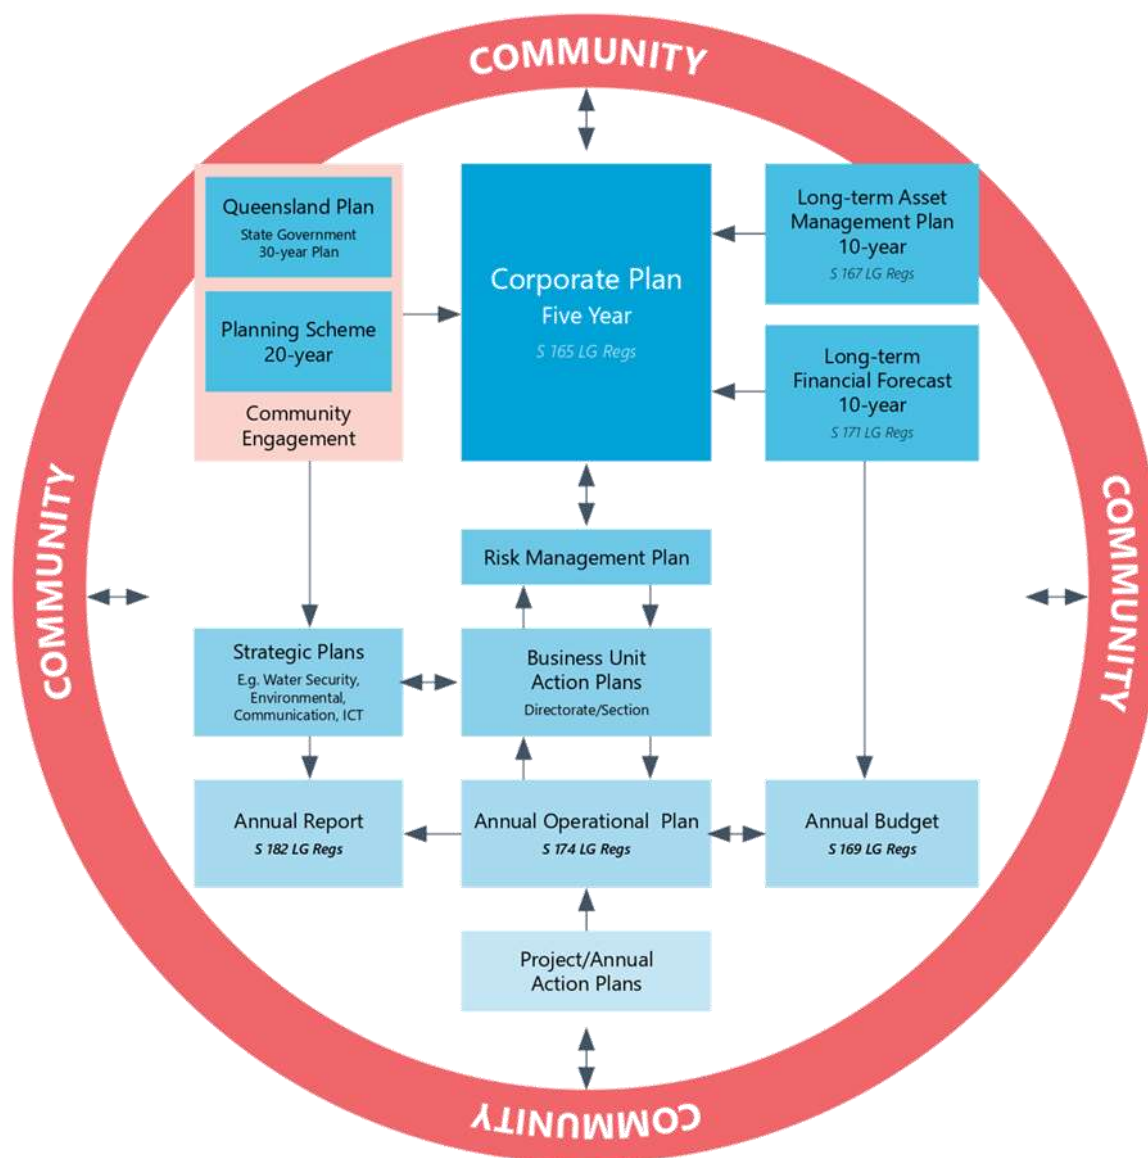 COMMUNITY
Queensland Plan
State Government
30-year Plan
Planning Scheme
20-year
Community
Engagement
Corporate Plan
Five Year
S 165 LG Regs
Long-term Asset
Management Plan
10-year
S 167 LG Regs
Long-term
Financial Forecast
10-year
S 171 LG Regs
COMMUNITY
COMMUNITY
Risk Management Plan
Strategic Plans
E.g. Water Security,
Environmental,
Communication, ICT
Business Unit
Action Plans
Directorate/Section
Annual Report
S 182 LG Regs
Annual Operational Plan
S 174 LG Regs
Annual Budget
S 169 LG Regs
Project/Annual
Action Plans
COMMUNITY